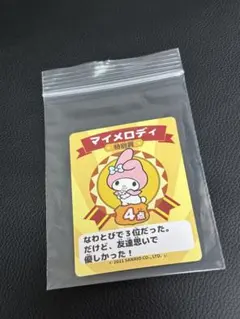 マイメロディ
特別賞
4点
なわとびで3位だった。
だけど、友達思いで
優しかった!
© 2021 SANRIO CO., LTD.